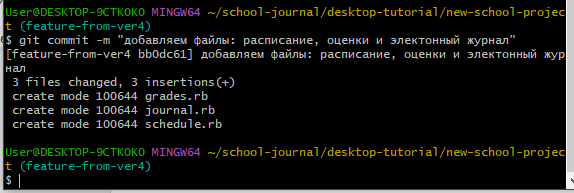 User@DESKTOP-9CTKOKO MINGW64 ~/school-journal/desktop-tutorial/new-school-projec
t (feature-from-ver4)
$ git commit -m "добавляем файлы: расписание, оценки и электонный журнал"
[feature-from-ver4 bb0dc61] добавляем файлы: расписание, оценки и электонный жур
нал
 3 files changed, 3 insertions(+)
 create mode 100644 grades.rb
 create mode 100644 journal.rb
 create mode 100644 schedule.rb
User@DESKTOP-9CTKOKO MINGW64 ~/school-journal/desktop-tutorial/new-school-projec
t (feature-from-ver4)
$